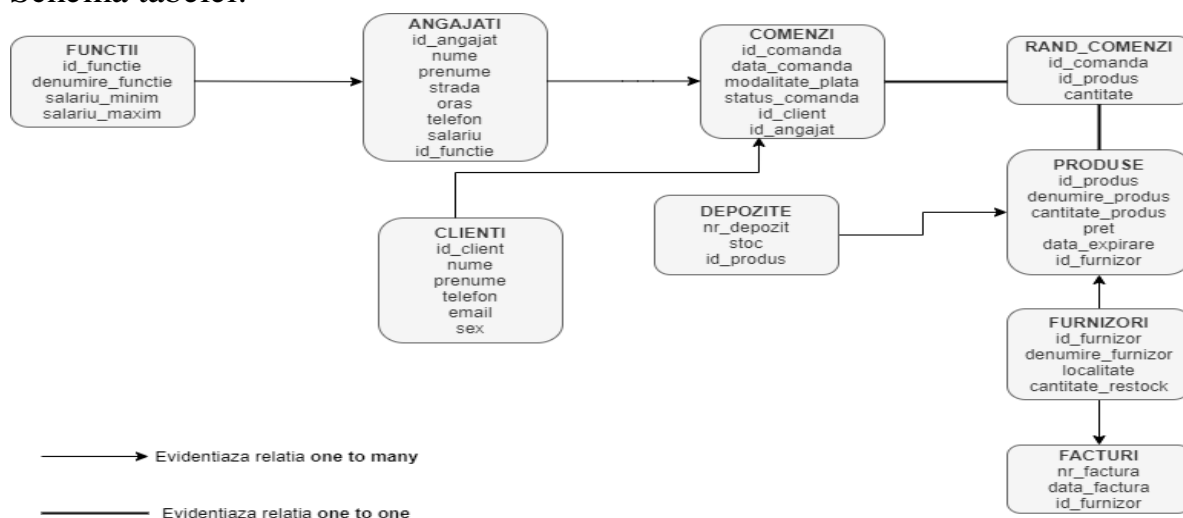 Schema tabelei:
FUNCTII
id_functie
denumire_functie
salariu_minim
salariu_maxim
ANGAJATI
id_angajat
nume
prenume
strada
oras
telefon
salariu
id_functie
COMENZI
id_comanda
data_comanda
modalitate_plata
status_comanda
id_client
id_angajat
RAND_COMENZI
id_comanda
id_produs
cantitate
PRODUSE
id_produs
denumire_produs
cantitate_produs
pret
data_expirare
id_furnizor
DEPOZITE
nr_depozit
stoc
id_produs
CLIENTI
id_client
nume
prenume
telefon
email
sex
FURNIZORI
id_furnizor
denumire_furnizor
localitate
cantitate_restock
FACTURI
nr_factura
data_factura
id_furnizor
Evidentiaza relatia one to many
Evidentiaza relatia one to one